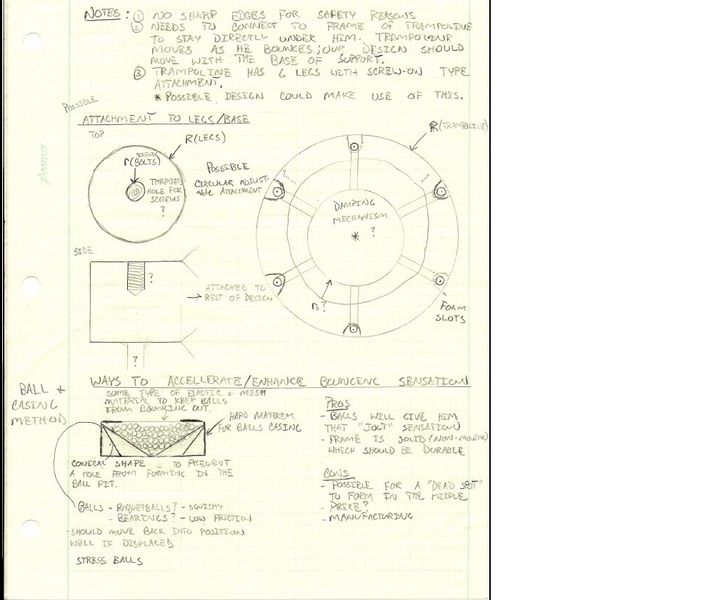 NOTES: ① NO SHARP EDGES FOR SAFETY REASONS
② NEEDS TO CONNECT TO FRAME OF TRAMPOLINE
TO STAY DIRECTLY UNDER HIM. TRAMPOLINE
MOVES AS HE BOUNCES; OUR DESIGN SHOULD
MOVE WITH THE BASE OF SUPPORT.
③ TRAMPOLINE HAS 6 LEGS WITH SCREW-ON TYPE
ATTACHMENT.
* POSSIBLE DESIGN COULD MAKE USE OF THIS.
POSSIBLE
ATTACHMENT TO LEGS/BASE
TOP
R(LEGS)
r(BOLTS)
THREADED
HOLE FOR
SCREWS
?
POSSIBLE
CIRCULAR ADJUST-
ABLE ATTACHMENT
R(TRAMPOLINE)
DAMPING
MECHANISM
* ?
?
FOAM
SLOTS
SIDE
?
ATTACHED TO
REST OF DESIGN
?
WAYS TO ACCELLERATE/ENHANCE BOUNCING SENSATION
BALL &
CASING
METHOD
SOME TYPE OF ELASTIC OR MESH
MATERIAL TO KEEP BALLS
FROM BOUNCING OUT.
HARD MATERIAL
FOR BALLS CASING
CONICAL SHAPE TO PREVENT
A HOLE FROM FORMING IN THE
BALL PIT.
BALLS - RAQUETBALLS? - SQUISHY
- BEARINGS? - LOW FRICTION
- SHOULD MOVE BACK INTO POSITION
WELL IF DISPLACED
STRESS BALLS
PROS
- BALLS WILL GIVE HIM
THAT "JOLT" SENSATION
- FRAME IS SOLID (NON-MOVING)
WHICH SHOULD BE DURABLE
CONS
- POSSIBLE FOR A "DEAD SPOT"
TO FORM IN THE MIDDLE
- PRICE?
- MANUFACTURING